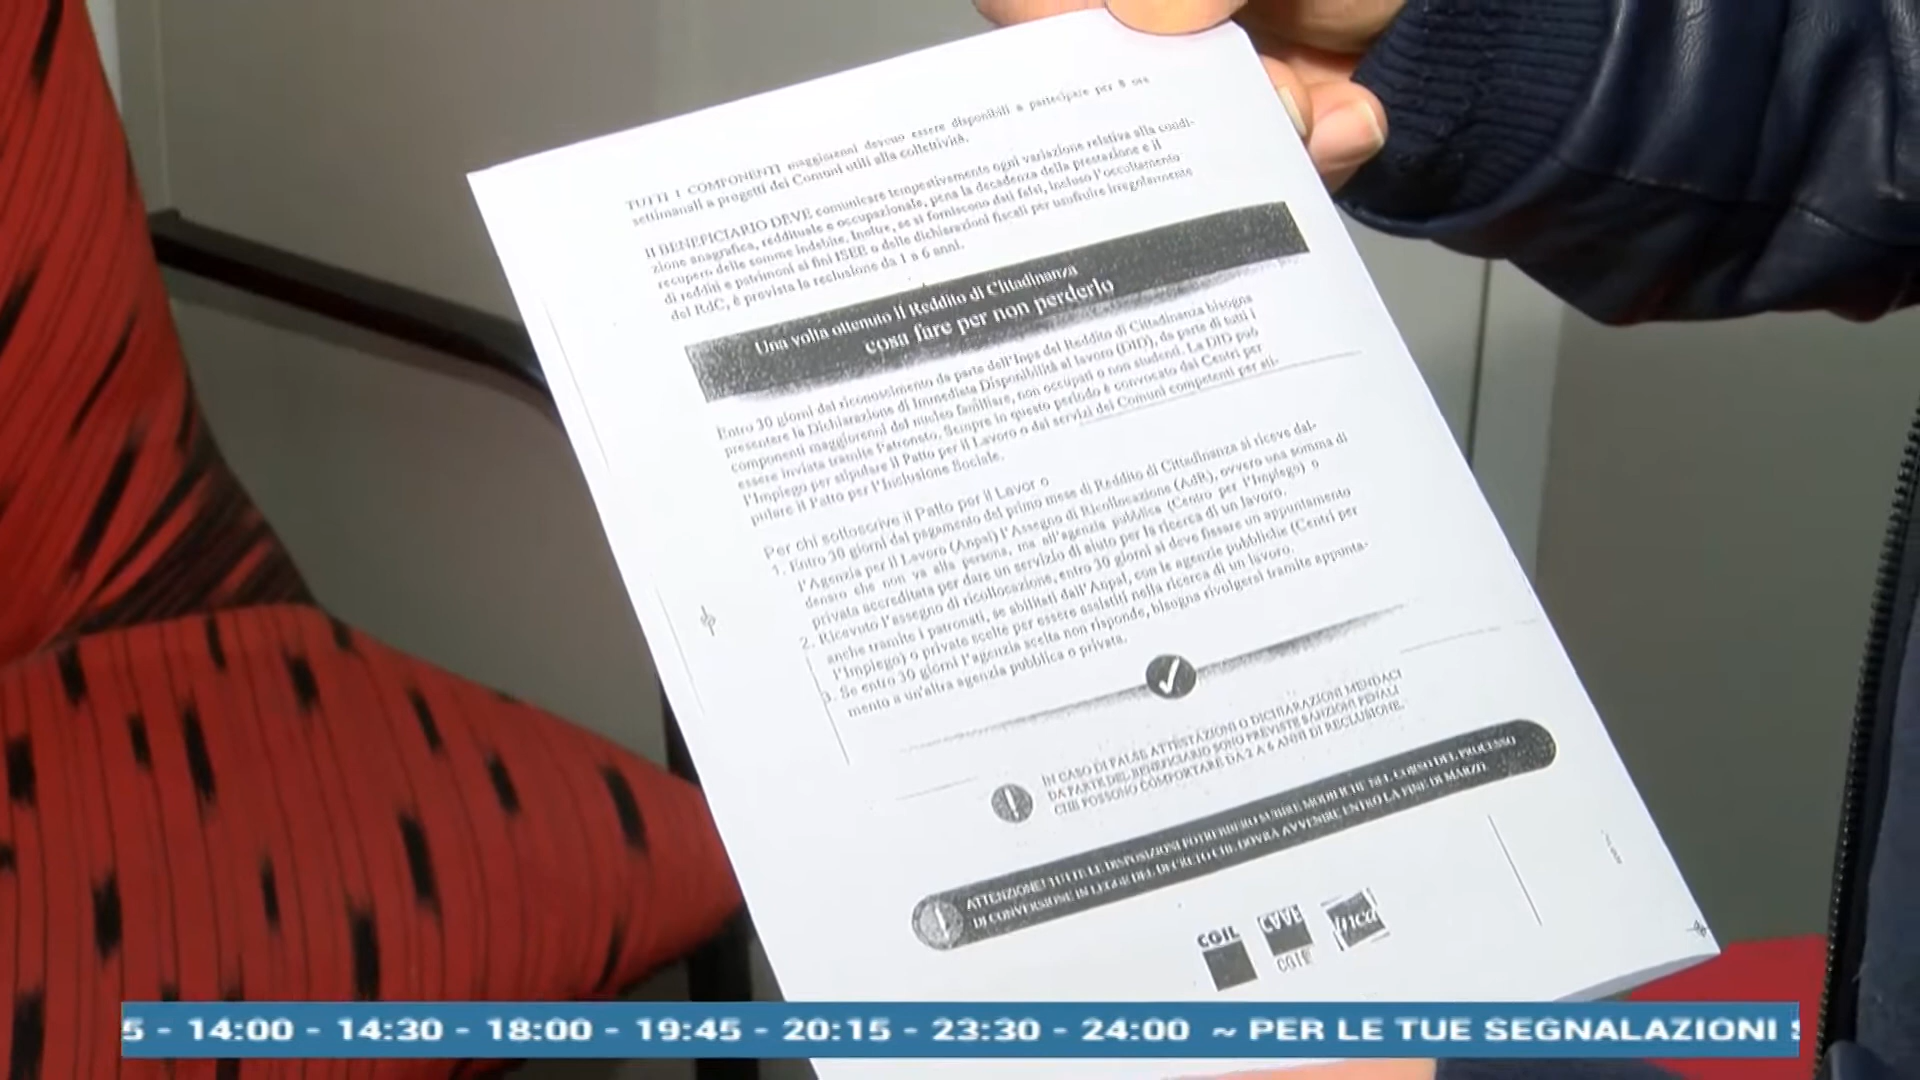 TUTTI I COMPONENTI maggiorenni devono essere disponibili a partecipare per 8 ore
settimanali a progetti dei Comuni utili alla collettività.
Il BENEFICIARIO DEVE comunicare tempestivamente ogni variazione relativa alla condi-
zione anagrafica, reddituale e occupazionale, pena la decadenza della prestazione e il
recupero delle somme indebite. Inoltre, se si forniscono dati falsi, incluso l'occultamento
di redditi e patrimoni ai fini ISEE o delle dichiarazioni fiscali per usufruire irregolarmente
del RdC, è prevista la reclusione da 1 a 6 anni.
Una volta ottenuto il Reddito di Cittadinanza
cosa fare per non perderlo
Entro 30 giorni dal riconoscimento da parte dell'Inps del Reddito di Cittadinanza bisogna
presentare la Dichiarazione di Immediata Disponibilità al lavoro (DID), da parte di tutti i
componenti maggiorenni del nucleo familiare, non occupati o non studenti. La DID può
essere inviata tramite Patronato. Sempre in questo periodo è convocato dai Centri per
l'Impiego per stipulare il Patto per il Lavoro o dai servizi dei Comuni competenti per sti-
pulare il Patto per l'Inclusione Sociale.
Per chi sottoscrive il Patto per il Lavor o
1. Entro 30 giorni dal pagamento del primo mese di Reddito di Cittadinanza si riceve dal-
l'Agenzia per il Lavoro (Anpal) l'Assegno di Ricollocazione (AdR), ovvero una somma di
denaro che non va alla persona, ma all'agenzia pubblica (Centro per l'Impiego) o
privata accreditata per dare un servizio di aiuto per la ricerca di un lavoro.
2. Ricevuto l'assegno di ricollocazione, entro 30 giorni si deve fissare un appuntamento
anche tramite i patronati, se abilitati dall'Anpal, con le agenzie pubbliche (Centri per
l'Impiego) o private scelte per essere assistiti nella ricerca di un lavoro.
3. Se entro 30 giorni l'agenzia scelta non risponde, bisogna rivolgersi tramite appunta-
mento a un'altra agenzia pubblica o privata.
IN CASO DI FALSE ATTESTAZIONI O DICHIARAZIONI MENDACI
DA PARTE DEL BENEFICIARIO SONO PREVISTE SANZIONI PENALI
CHE POSSONO COMPORTARE DA 2 A 6 ANNI DI RECLUSIONE.
ATTENZIONE! TUTTE LE DISPOSIZIONI POTREBBERO SUBIRE MODIFICHE NEL CORSO DEL PROCESSO
DI CONVERSIONE IN LEGGE DEL DECRETO CHE DOVRÀ AVVENIRE ENTRO LA FINE DI MARZO.
CGIL CAAF inca
CGIL
5 - 14:00 - 14:30 - 18:00 - 19:45 - 20:15 - 23:30 - 24:00 ~ PER LE TUE SEGNALAZIONI S